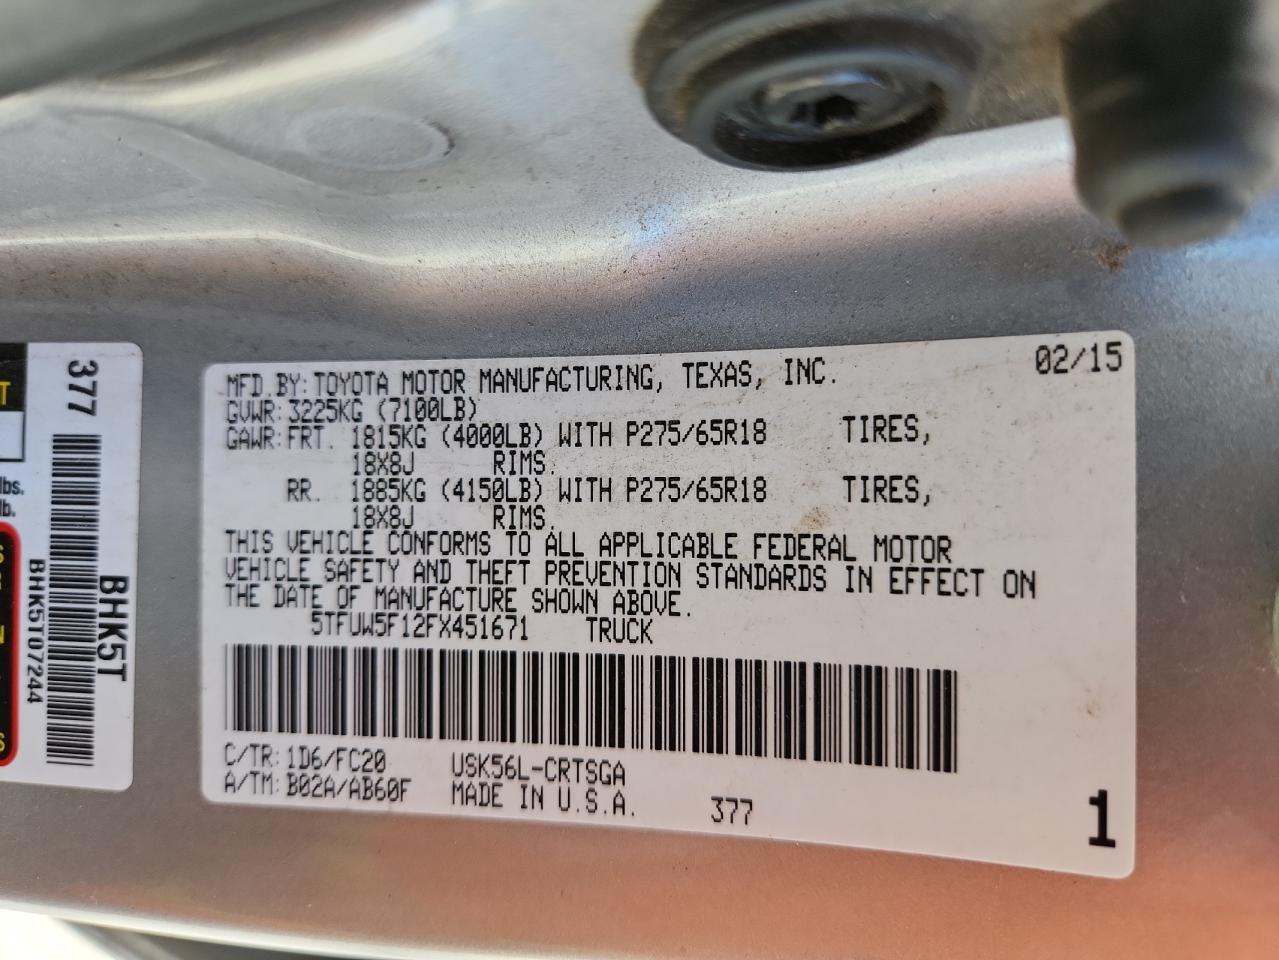 MFD. BY: TOYOTA MOTOR MANUFACTURING, TEXAS, INC. 02/15
GVWR: 3225KG (7100LB)
GAWR: FRT. 1815KG (4000LB) WITH P275/65R18 TIRES,
18X8J RIMS.
RR. 1885KG (4150LB) WITH P275/65R18 TIRES,
18X8J RIMS.
THIS VEHICLE CONFORMS TO ALL APPLICABLE FEDERAL MOTOR
VEHICLE SAFETY AND THEFT PREVENTION STANDARDS IN EFFECT ON
THE DATE OF MANUFACTURE SHOWN ABOVE.
5TFUW5F12FX451671 TRUCK
C/TR: 1D6/FC20 USK56L-CRTSGA
A/TM: B02A/AB60F MADE IN U.S.A. 377
1
377
BHK5T
BHK5T07244
lbs.
lb.